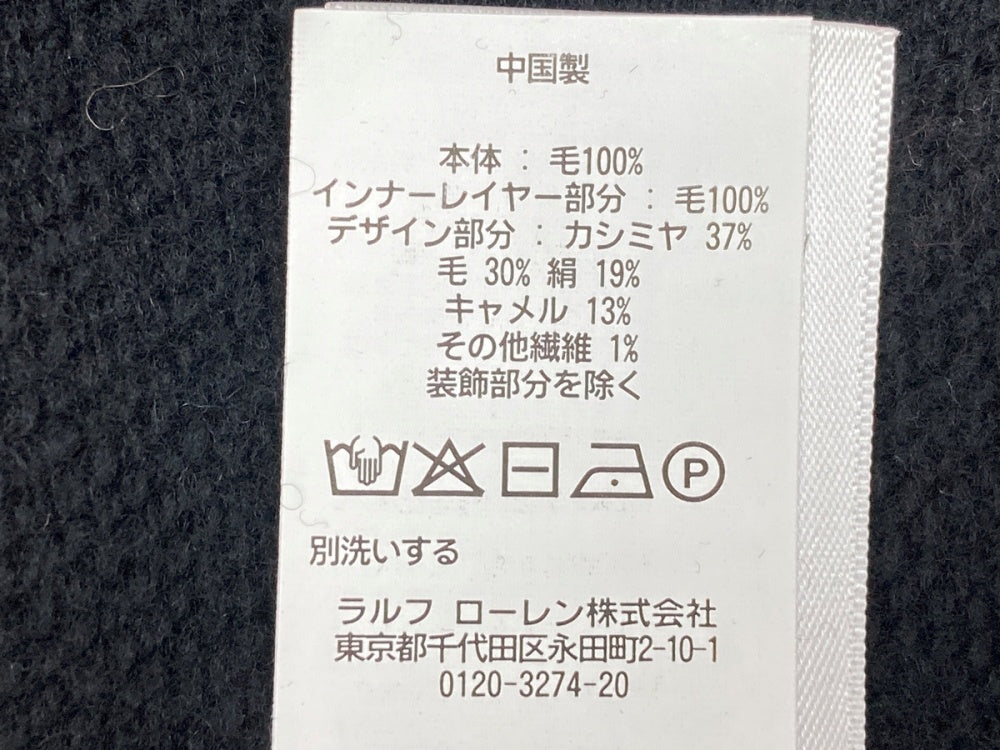 中国製
本体 : 毛100%
インナーレイヤー部分 : 毛100%
デザイン部分 : カシミヤ 37%
毛 30% 絹 19%
キャメル 13%
その他繊維 1%
装飾部分を除く
P
別洗いする
ラルフ ローレン株式会社
東京都千代田区永田町2-10-1
0120-3274-20